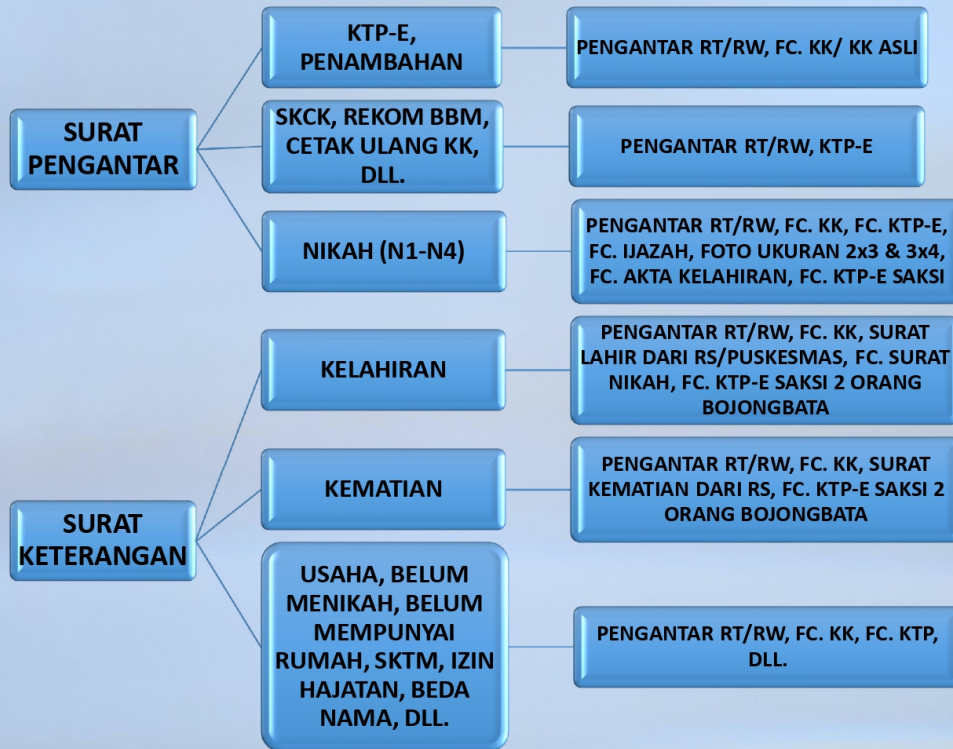 SURAT
PENGANTAR
KTP-E,
PENAMBAHAN
PENGANTAR RT/RW, FC. KK/ KK ASLI
SKCK, REKOM BBM,
CETAK ULANG KK,
DLL.
PENGANTAR RT/RW, KTP-E
NIKAH (N1-N4)
PENGANTAR RT/RW, FC. KK, FC. KTP-E,
FC. IJAZAH, FOTO UKURAN 2x3 & 3x4,
FC. AKTA KELAHIRAN, FC. KTP-E SAKSI
SURAT
KETERANGAN
KELAHIRAN
PENGANTAR RT/RW, FC. KK, SURAT
LAHIR DARI RS/PUSKESMAS, FC. SURAT
NIKAH, FC. KTP-E SAKSI 2 ORANG
BOJONGBATA
KEMATIAN
PENGANTAR RT/RW, FC. KK, SURAT
KEMATIAN DARI RS, FC. KTP-E SAKSI 2
ORANG BOJONGBATA
USAHA, BELUM
MENIKAH, BELUM
MEMPUNYAI
RUMAH, SKTM, IZIN
HAJATAN, BEDA
NAMA, DLL.
PENGANTAR RT/RW, FC. KK, FC. KTP,
DLL.